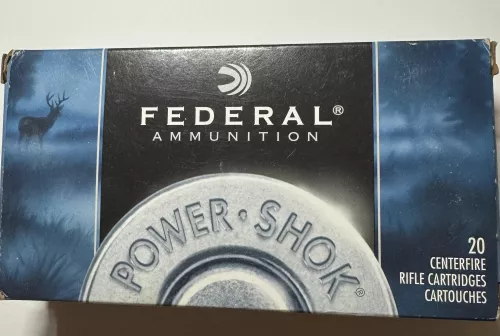 FEDERAL®
AMMUNITION
POWER·SHOK®
20
CENTERFIRE
RIFLE CARTRIDGES
CARTOUCHES